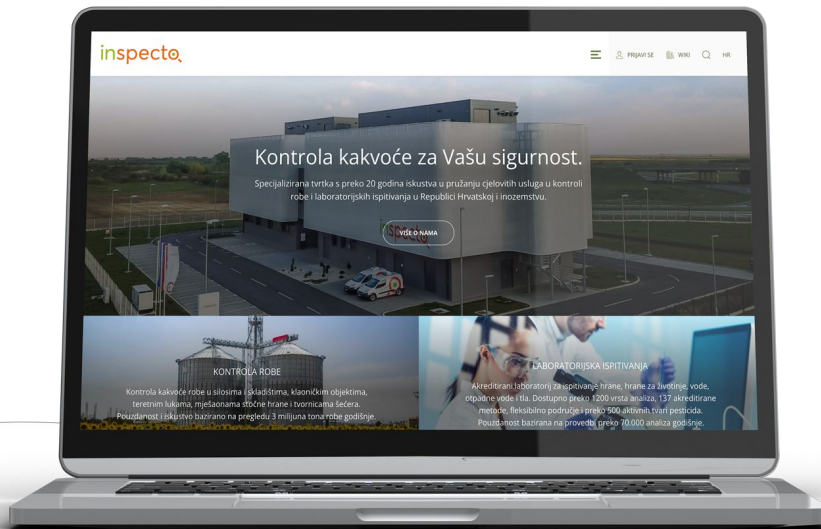 inspecto
PRIJAVI SE WIKI HR
Kontrola kakvoće za Vašu sigurnost.
Specijalizirana tvrtka s preko 20 godina iskustva u pružanju cjelovitih usluga u kontroli
robe i laboratorijskih ispitivanja u Republici Hrvatskoj i inozemstvu.
VIŠE O NAMA
inspecto
KONTROLA ROBE
Kontrola kakvoće robe u silosima i skladištima, klaoničkim objektima,
teretnim lukama, mješaonama stočne hrane i tvornicama šećera.
Pouzdanost i iskustvo bazirano na pregledu 3 milijuna tona robe godišnje.
LABORATORIJSKA ISPITIVANJA
Akreditirani laboratorij za ispitivanje hrane, hrane za životinje, vode,
otpadne vode i tla. Dostupno preko 1200 vrsta analiza, 137 akreditirane
metode, fleksibilno područje i preko 500 aktivnih tvari pesticida.
Pouzdanost bazirana na provedbi preko 70.000 analiza godišnje.